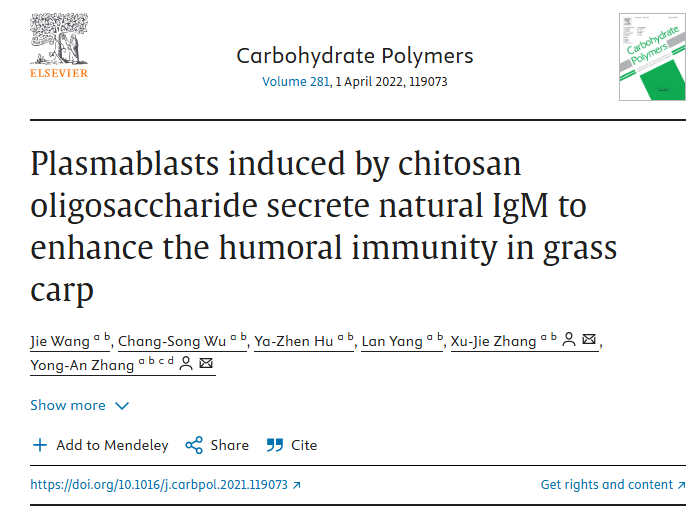 ELSEVIER
Carbohydrate Polymers
Volume 281, 1 April 2022, 119073
Carbohydrate
Polymers
Plasmablasts induced by chitosan
oligosaccharide secrete natural IgM to
enhance the humoral immunity in grass
carp
Jie Wang a b, Chang-Song Wu a b, Ya-Zhen Hu a b, Lan Yang a b, Xu-Jie Zhang a b,
Yong-An Zhang a b c d
Show more
Add to Mendeley Share Cite
https://doi.org/10.1016/j.carbpol.2021.119073 Get rights and content